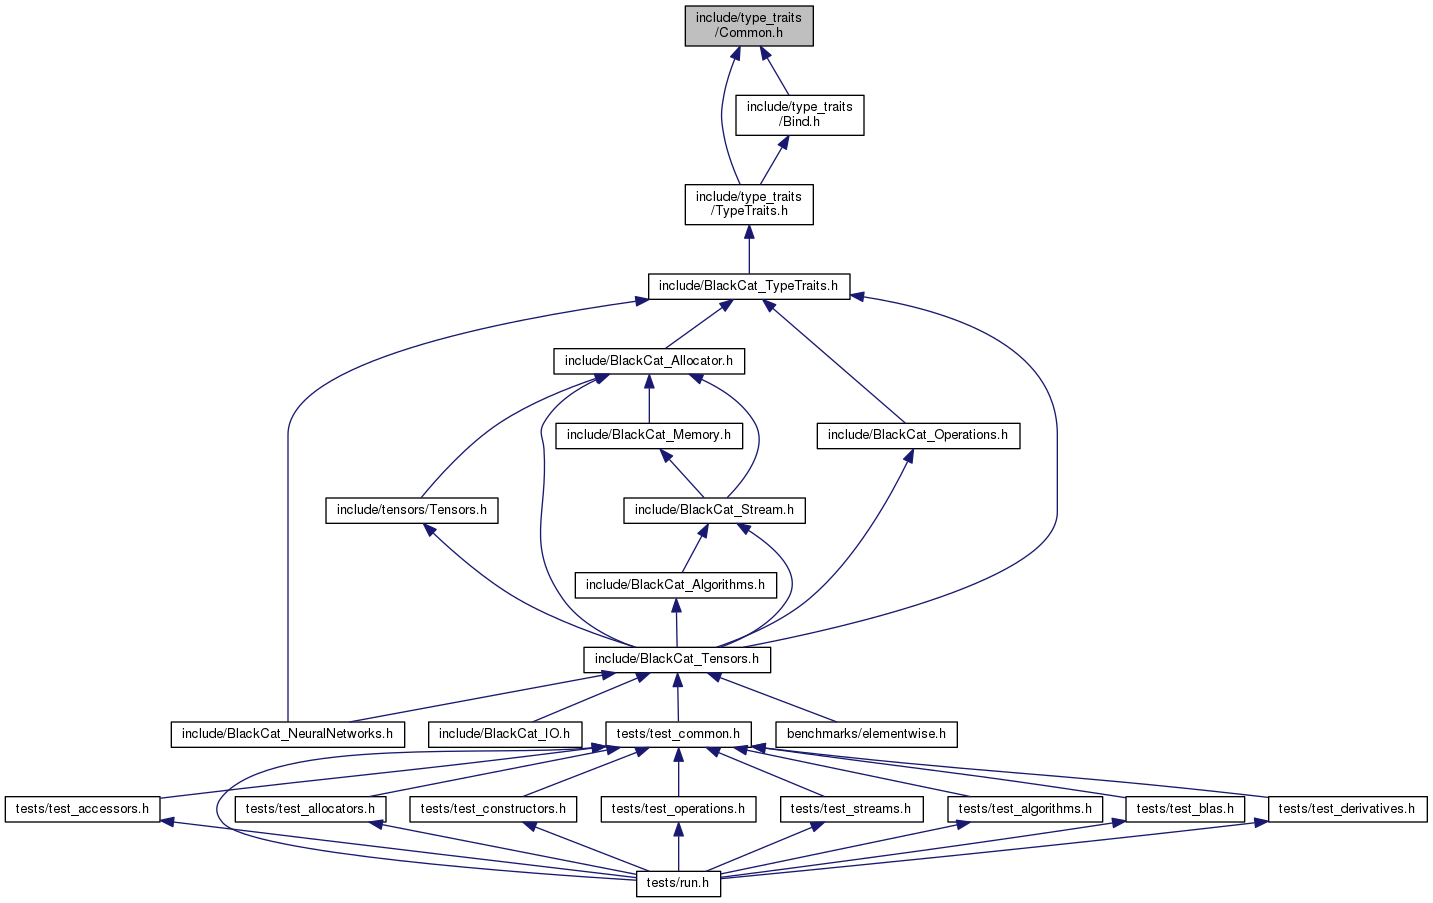 include/type_traits
/Common.h
include/type_traits
/Bind.h
include/type_traits
/TypeTraits.h
include/BlackCat_TypeTraits.h
include/BlackCat_Allocator.h
include/BlackCat_Memory.h
include/BlackCat_Operations.h
include/tensors/Tensors.h
include/BlackCat_Stream.h
include/BlackCat_Algorithms.h
include/BlackCat_Tensors.h
include/BlackCat_NeuralNetworks.h
include/BlackCat_IO.h
tests/test_common.h
benchmarks/elementwise.h
tests/test_accessors.h
tests/test_allocators.h
tests/test_constructors.h
tests/test_operations.h
tests/test_streams.h
tests/test_algorithms.h
tests/test_blas.h
tests/test_derivatives.h
tests/run.h